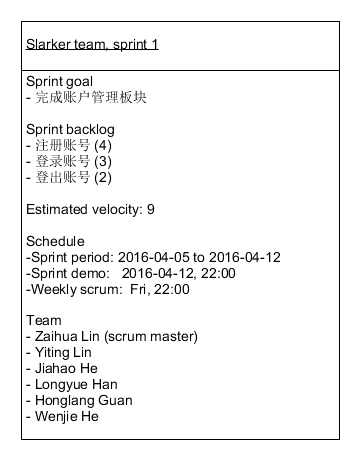 Slarker team, sprint 1
Sprint goal
- 完成账户管理板块
Sprint backlog
- 注册账号 (4)
- 登录账号 (3)
- 登出账号 (2)
Estimated velocity: 9
Schedule
-Sprint period: 2016-04-05 to 2016-04-12
-Sprint demo:   2016-04-12, 22:00
-Weekly scrum:  Fri, 22:00
Team
- Zaihua Lin (scrum master)
- Yiting Lin
- Jiahao He
- Longyue Han
- Honglang Guan
- Wenjie He